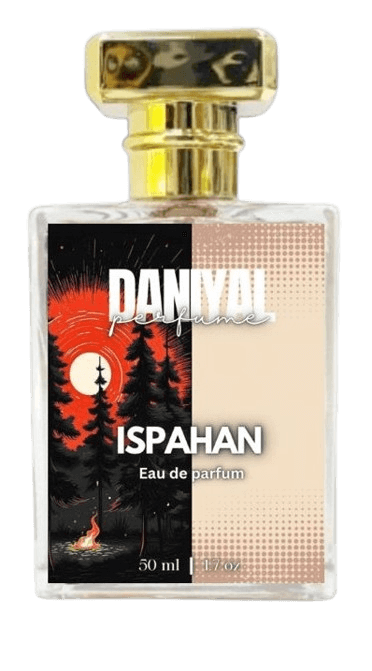 DANIYAL
perfume
ISPAHAN
Eau de parfum
50 ml | 1.7 oz